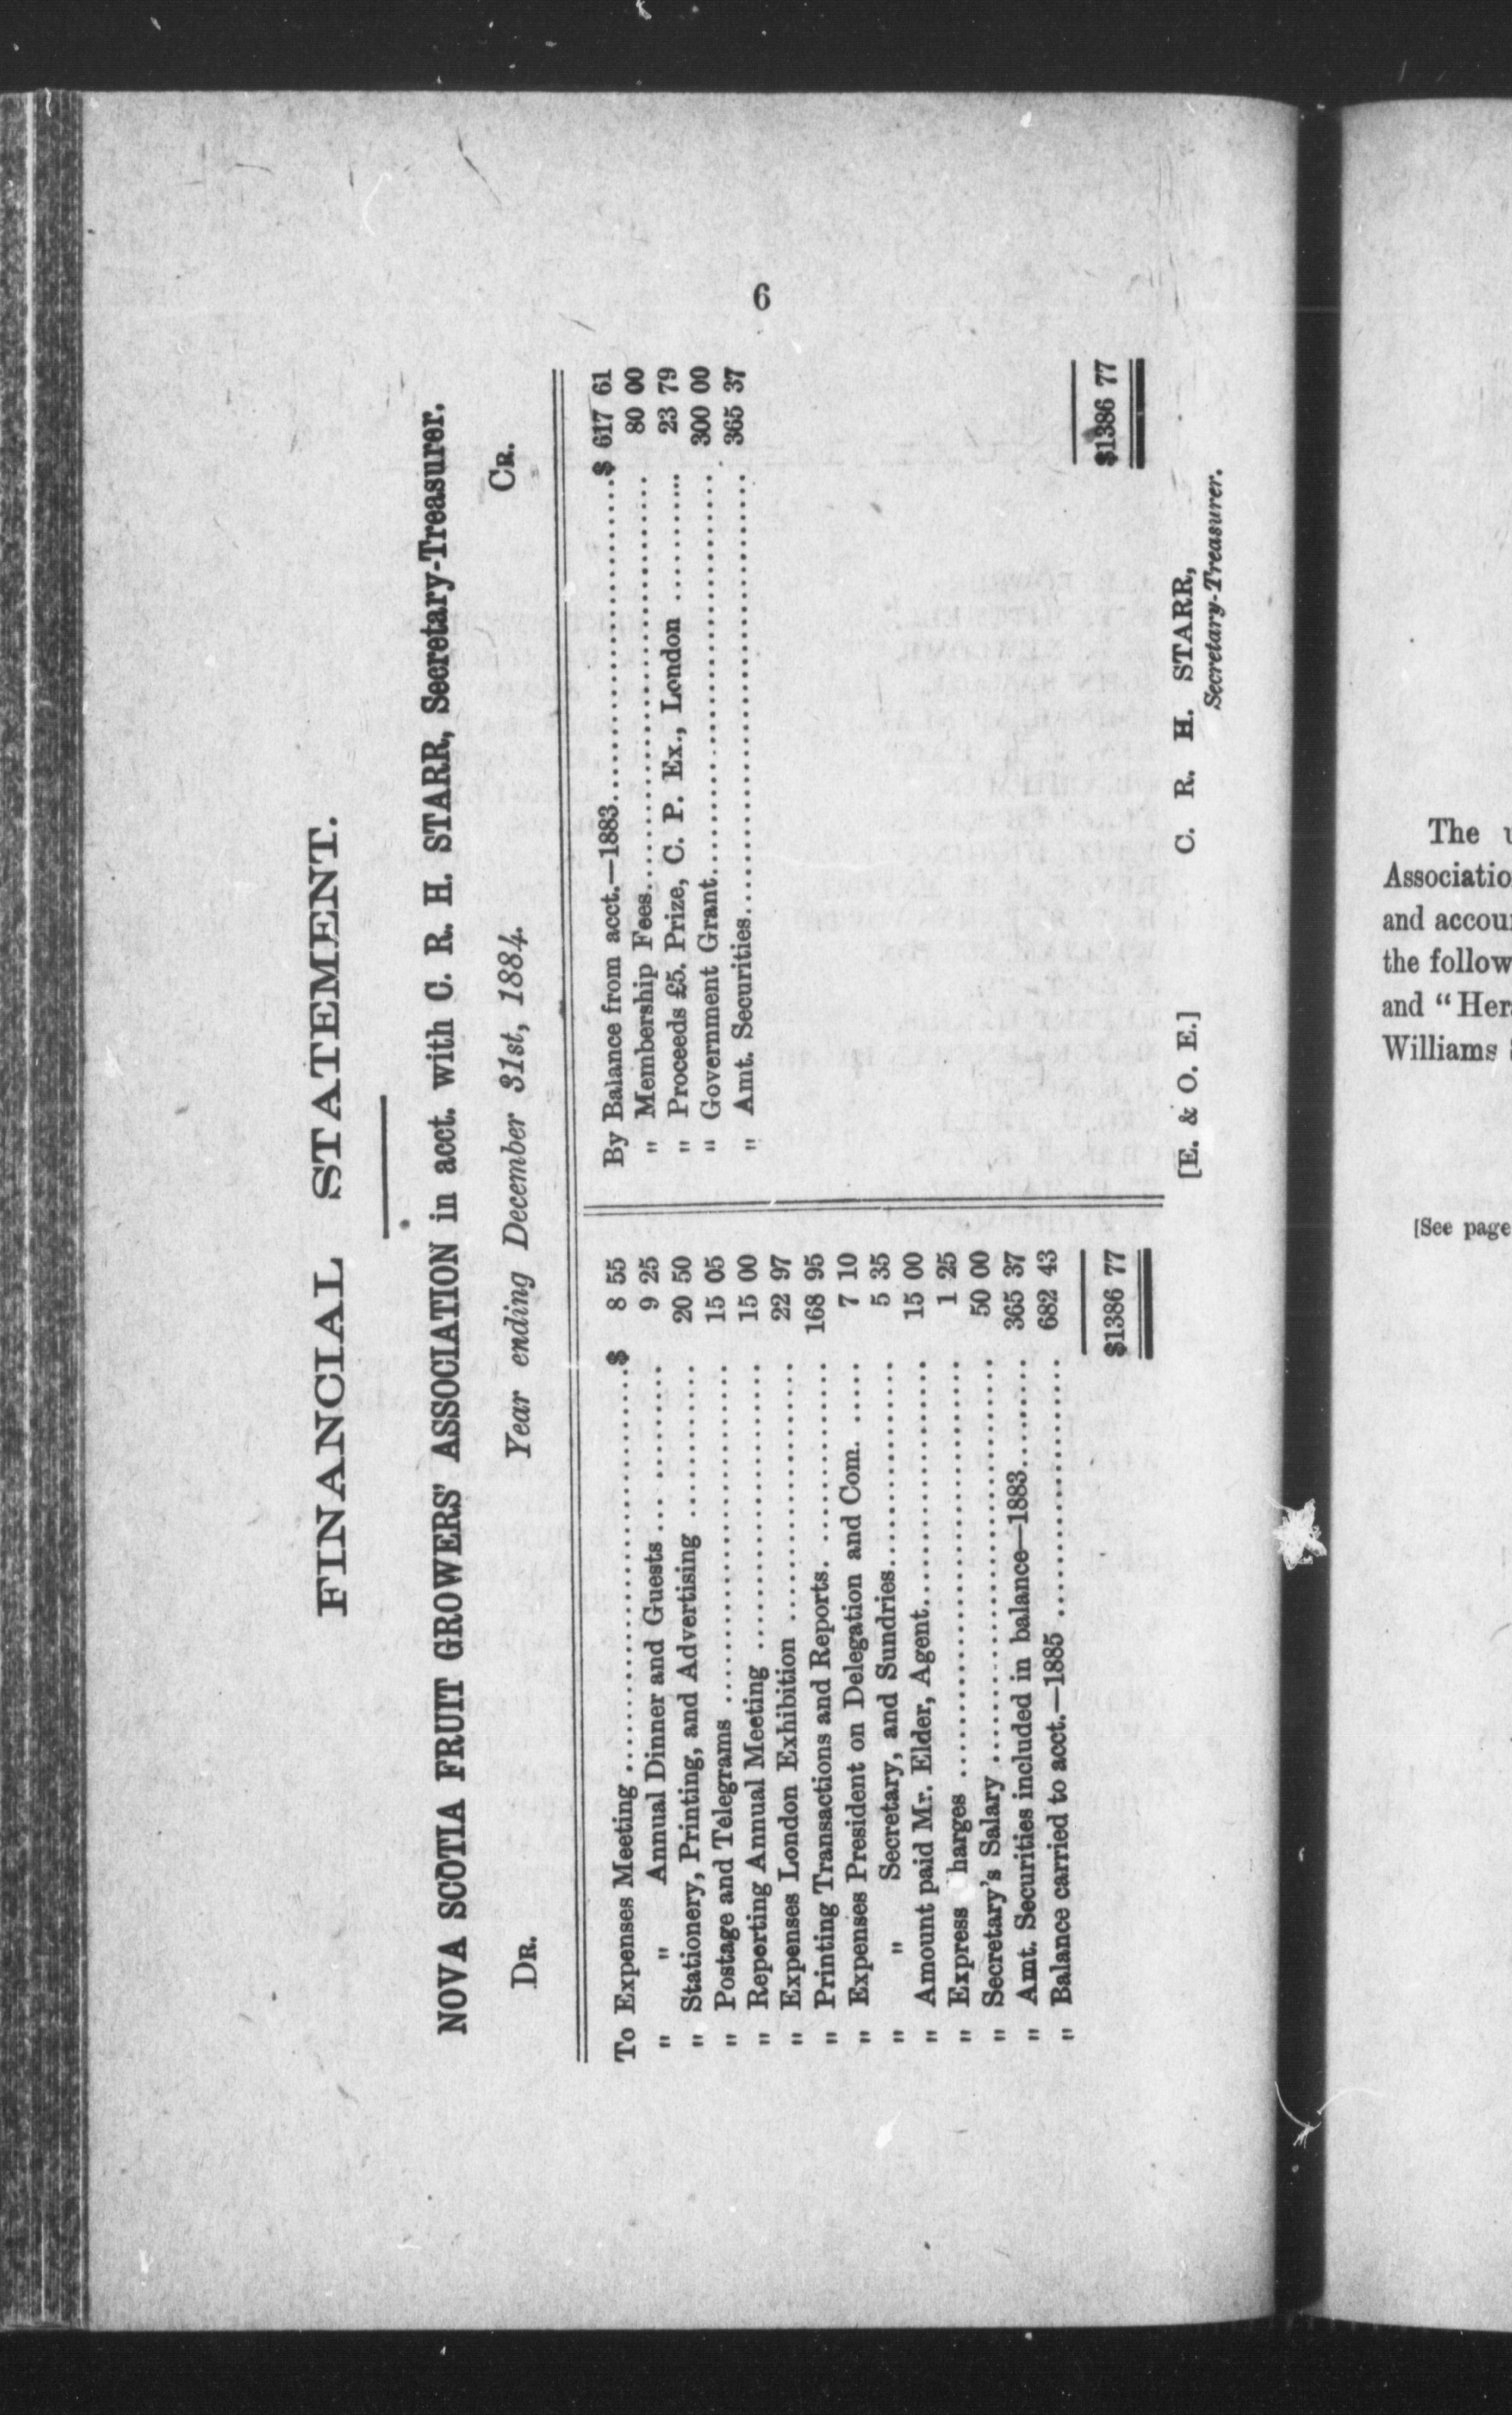 6
FINANCIAL STATEMENT.
NOVA SCOTIA FRUIT GROWERS' ASSOCIATION in acct. with C. R. H. STARR, Secretary-Treasurer.
DR. Year ending December 31st, 1884. CR.
To Expenses Meeting ........ $ 8 55
" " Annual Dinner and Guests ........ 9 25
" Stationery, Printing, and Advertising ........ 20 50
" Postage and Telegrams ........ 15 05
" Reporting Annual Meeting ........ 15 00
" Expenses London Exhibition ........ 22 97
" Printing Transactions and Reports. ........ 168 95
" Expenses President on Delegation and Com. ..... 7 10
" " Secretary, and Sundries ........ 5 35
" Amount paid Mr. Elder, Agent ........ 15 00
" Express harges ........ 1 25
" Secretary's Salary ........ 50 00
" Amt. Securities included in balance—1883 ........ 365 37
" Balance carried to acct.—1885 ........ 682 43
$1386 77
By Balance from acct.—1883 ........ $ 617 61
" Membership Fees ........ 80 00
" Proceeds £5. Prize, C. P. Ex., London ........ 23 79
" Government Grant ........ 300 00
" Amt. Securities ........ 365 37
$1386 77
[E. & O. E.] C. R. H. STARR,
Secretary-Treasurer.
The
Associatio
and accou
the follow
and "Her
Williams
[See page